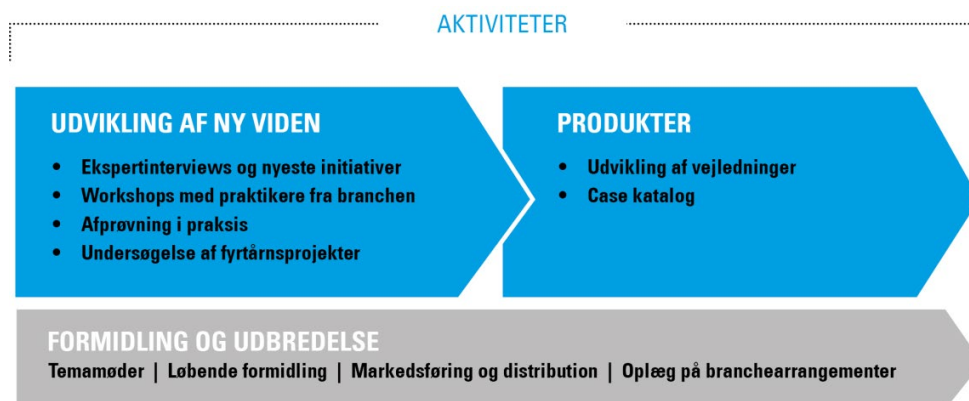 AKTIVITETER
UDVIKLING AF NY VIDEN
• Ekspertinterviews og nyeste initiativer
• Workshops med praktikere fra branchen
• Afprøvning i praksis
• Undersøgelse af fyrtårnsprojekter
PRODUKTER
• Udvikling af vejledninger
• Case katalog
FORMIDLING OG UDBREDELSE
Temamøder | Løbende formidling | Markedsføring og distribution | Oplæg på branchearrangementer